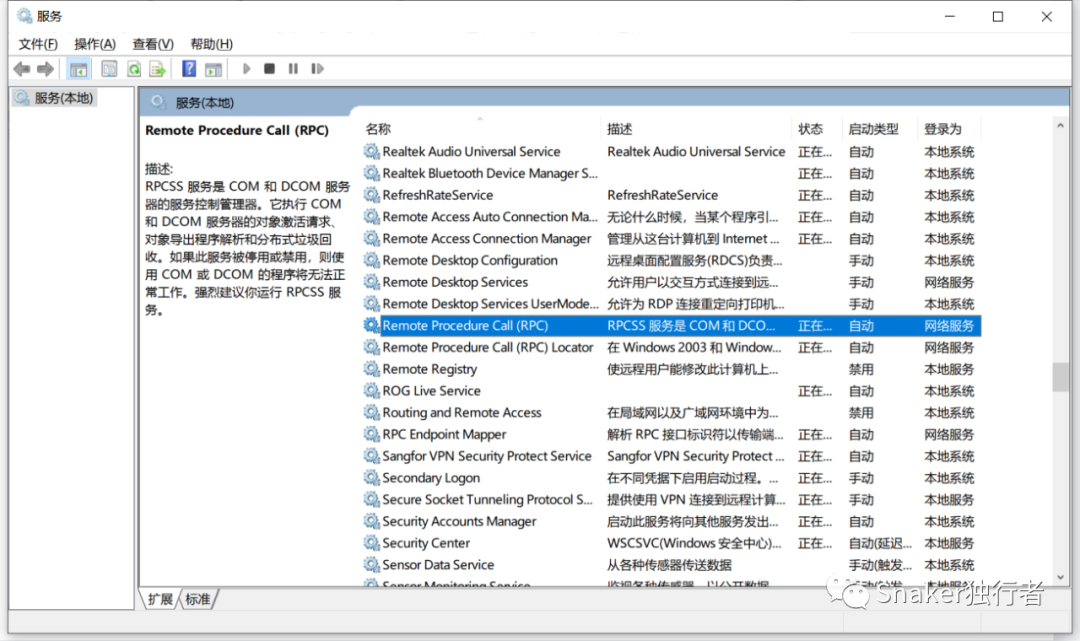 服务
文件(F) 操作(A) 查看(V) 帮助(H)
服务(本地)
服务(本地)
Remote Procedure Call (RPC)
描述:
RPCSS 服务是 COM 和 DCOM 服务
器的服务控制管理器。它执行 COM
和 DCOM 服务器的对象激活请求、
对象导出程序解析和分布式垃圾回
收。如果此服务被停用或禁用，则使
用 COM 或 DCOM 的程序将无法正
常工作。强烈建议你运行 RPCSS 服
务。
名称 描述 状态 启动类型 登录为
Realtek Audio Universal Service Realtek Audio Universal Service 正在... 自动 本地系统
Realtek Bluetooth Device Manager S... 正在... 自动 本地系统
RefreshRateService RefreshRateService 正在... 自动 本地系统
Remote Access Auto Connection Ma... 无论什么时候，当某个程序引... 正在... 自动 本地系统
Remote Access Connection Manager 管理从这台计算机到 Internet ... 正在... 自动 本地系统
Remote Desktop Configuration 远程桌面配置服务(RDCS)负责... 手动 本地系统
Remote Desktop Services 允许用户以交互方式连接到远... 手动 网络服务
Remote Desktop Services UserMode... 允许为 RDP 连接重定向打印机... 手动 本地系统
Remote Procedure Call (RPC) RPCSS 服务是 COM 和 DCO... 正在... 自动 网络服务
Remote Procedure Call (RPC) Locator 在 Windows 2003 和 Window... 正在... 自动 网络服务
Remote Registry 使远程用户能修改此计算机上... 禁用 本地服务
ROG Live Service 正在... 自动 本地系统
Routing and Remote Access 在局域网以及广域网环境中为... 禁用 本地系统
RPC Endpoint Mapper 解析 RPC 接口标识符以传输端... 正在... 自动 网络服务
Sangfor VPN Security Protect Service Sangfor VPN Security Protect ... 正在... 自动 本地系统
Secondary Logon 在不同凭据下启用启动过程。... 正在... 手动 本地系统
Secure Socket Tunneling Protocol S... 提供使用 VPN 连接到远程计算... 正在... 手动 本地服务
Security Accounts Manager 启动此服务将向其他服务发出... 正在... 自动 本地系统
Security Center WSCSVC(Windows 安全中心)... 正在... 自动(延迟... 本地服务
Sensor Data Service 从各种传感器传送数据 手动(触发... 本地系统
Sensor Monitoring Service 监视各种传感器，以公开数据... 手动(触发... 本地服务
扩展 标准
Snaker独行者